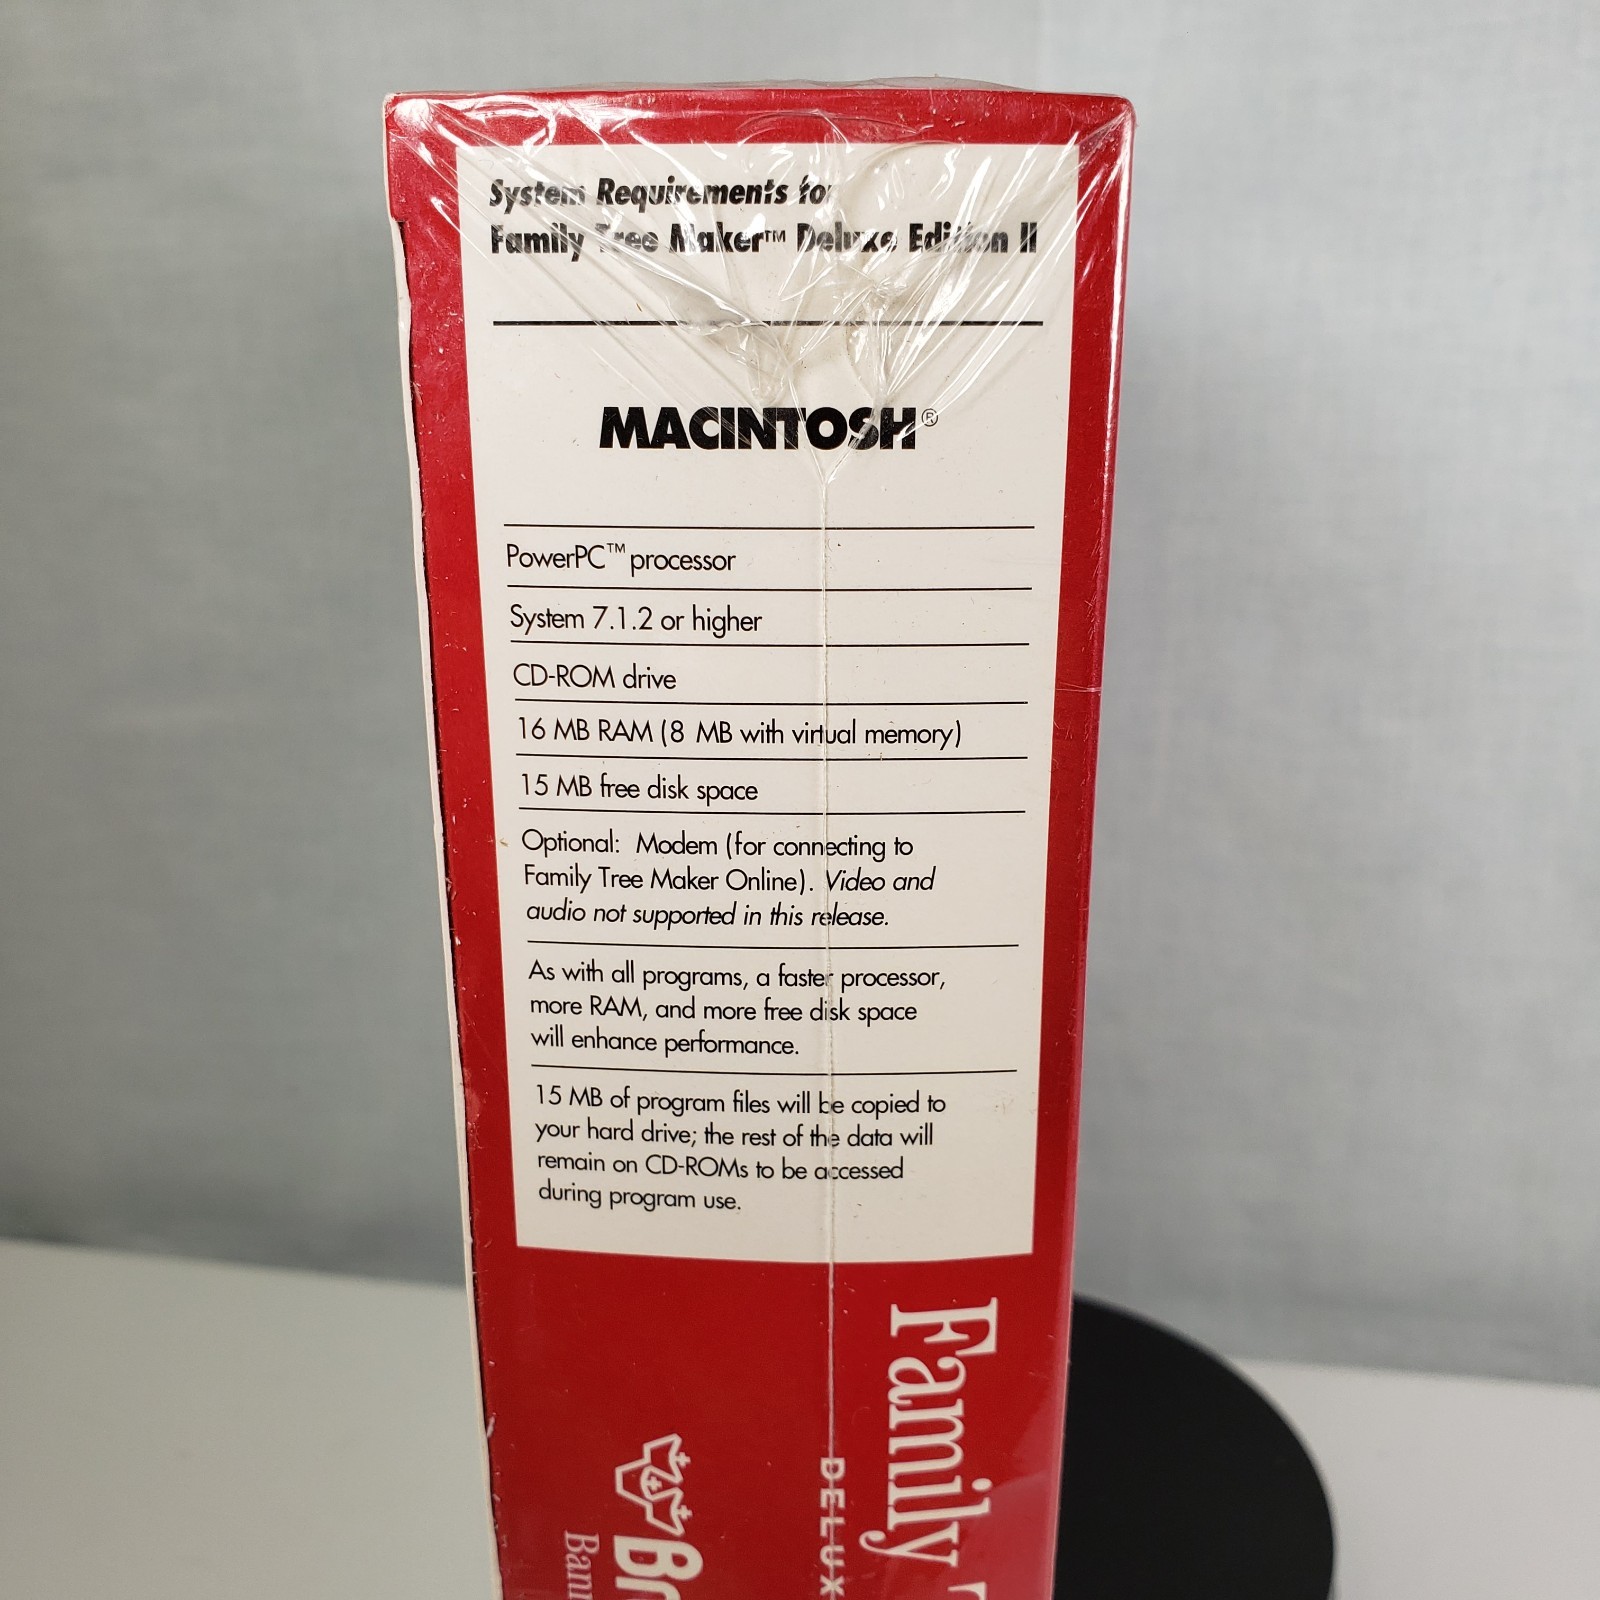 System Requirements for
Family Tree Maker™ Deluxe Edition II
MACINTOSH®
PowerPC™ processor
System 7.1.2 or higher
CD-ROM drive
16 MB RAM (8 MB with virtual memory)
15 MB free disk space
Optional: Modem (for connecting to
Family Tree Maker Online). Video and
audio not supported in this release.
As with all programs, a faster processor,
more RAM, and more free disk space
will enhance performance.
15 MB of program files will be copied to
your hard drive; the rest of the data will
remain on CD-ROMs to be accessed
during program use.
Family
DELUX